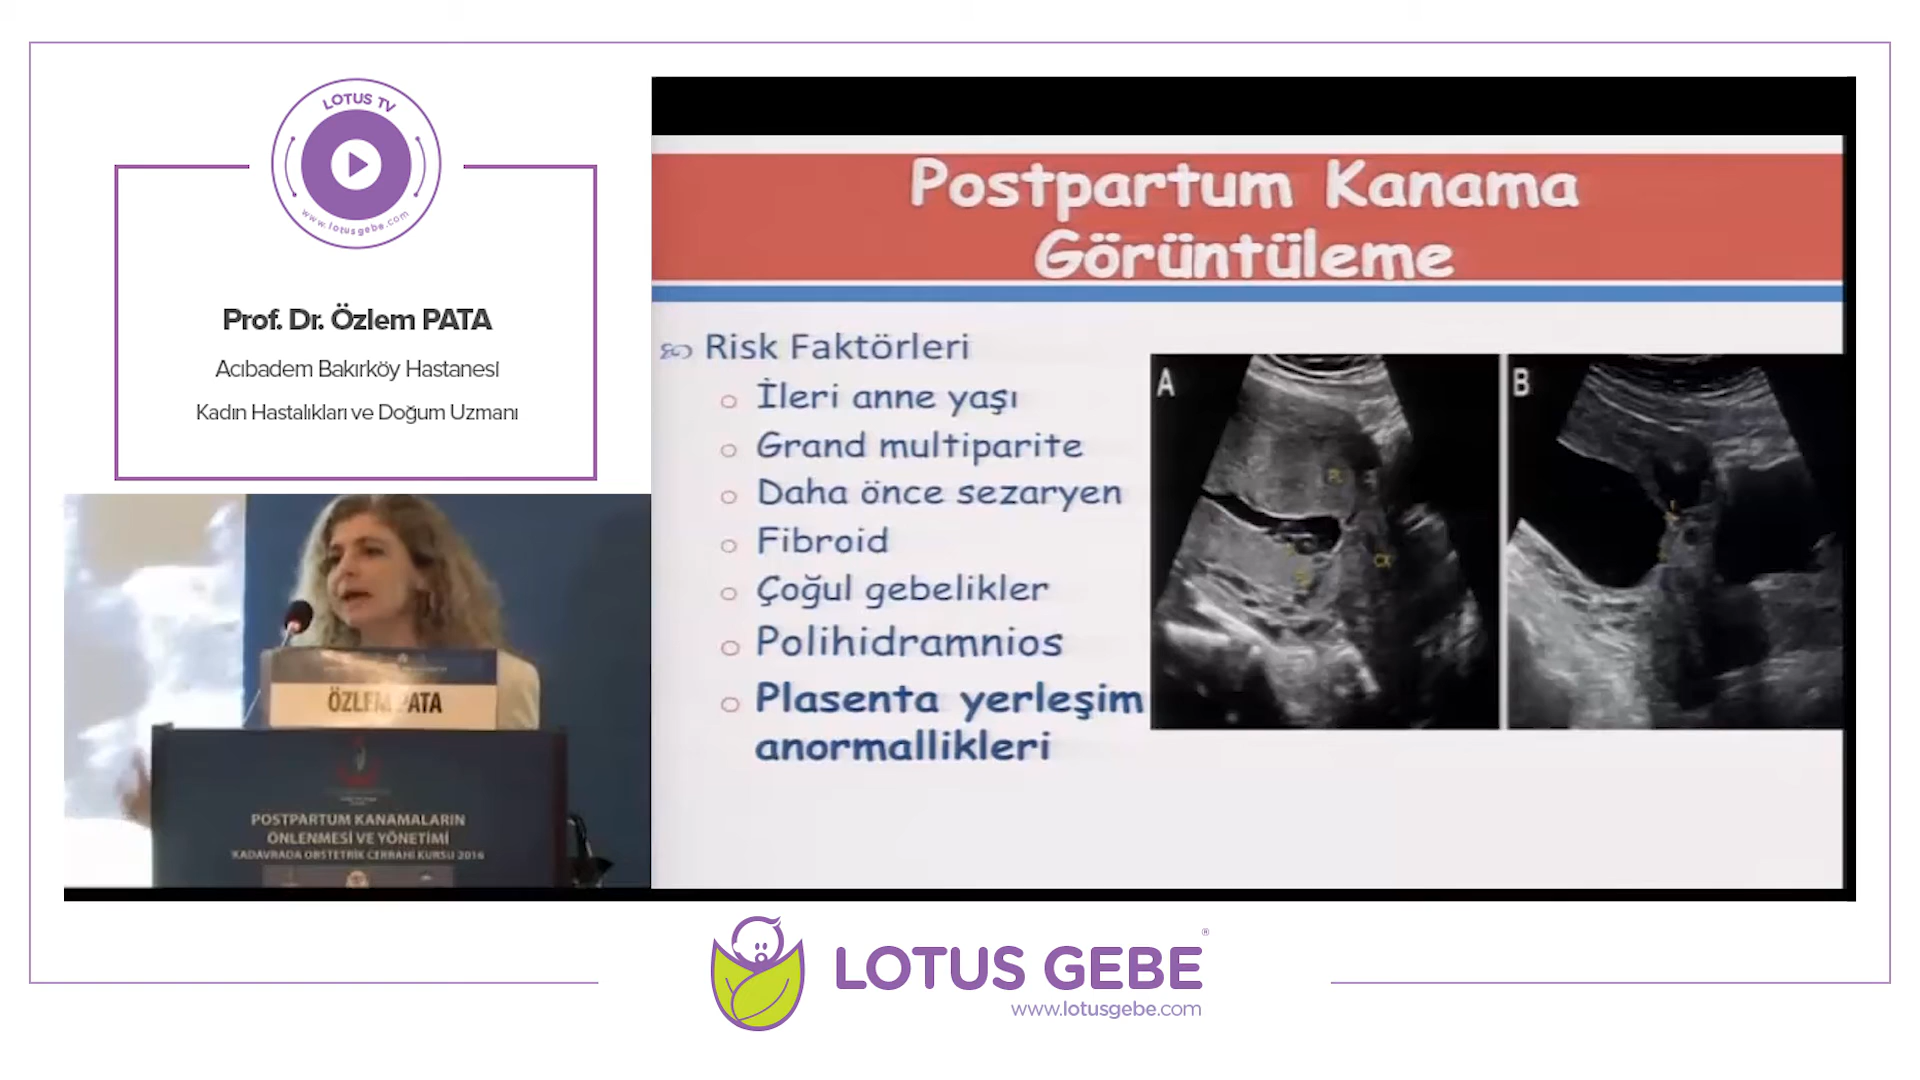 LOTUS TV
www.lotusgebe.com
Prof. Dr. Özlem PATA
Acıbadem Bakırköy Hastanesi
Kadın Hastalıkları ve Doğum Uzmanı
Postpartum Kanama
Görüntüleme
Risk Faktörleri
İleri anne yaşı
Grand multiparite
Daha önce sezaryen
Fibroid
Çoğul gebelikler
Polihidramnios
Plasenta yerleşim
anormallikleri
A
B
PL
CX
ÖZLEM PATA
POSTPARTUM KANAMALARIN
ÖNLENMESİ VE YÖNETİMİ
KADAVRADA OBSTETRİK CERRAHİ KURSU 2016
LOTUS GEBE
®
www.lotusgebe.com